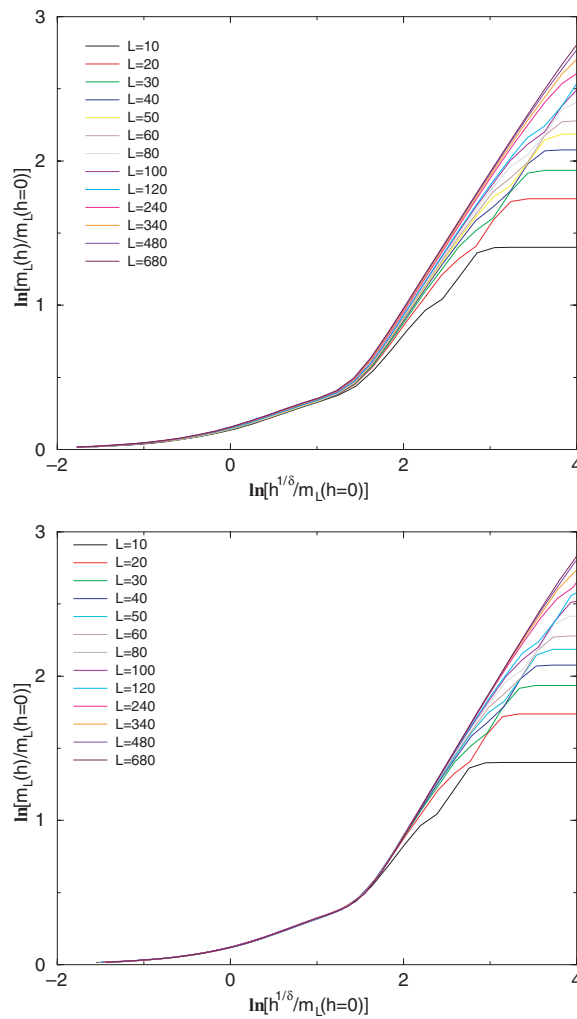 3
2
1
0
ln[m_L(h)/m_L(h=0)]
L=10
L=20
L=30
L=40
L=50
L=60
L=80
L=100
L=120
L=240
L=340
L=480
L=680
−2 0 2 4
ln[h^{1/δ}/m_L(h=0)]
3
2
1
0
ln[m_L(h)/m_L(h=0)]
L=10
L=20
L=30
L=40
L=50
L=60
L=80
L=100
L=120
L=240
L=340
L=480
L=680
−2 0 2 4
ln[h^{1/δ}/m_L(h=0)]